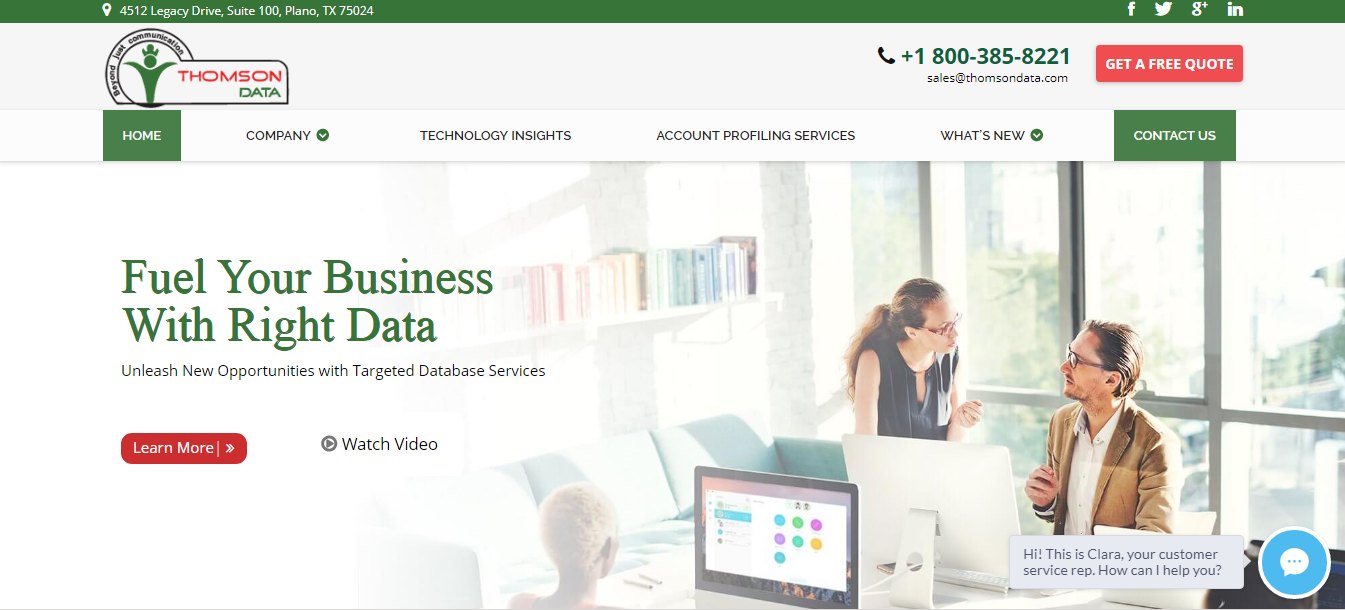 4512 Legacy Drive, Suite 100, Plano, TX 75024
Beyond just communication
THOMSON
DATA
+1 800-385-8221
sales@thomsondata.com
GET A FREE QUOTE
HOME
COMPANY
TECHNOLOGY INSIGHTS
ACCOUNT PROFILING SERVICES
WHAT'S NEW
CONTACT US
Fuel Your Business
With Right Data
Unleash New Opportunities with Targeted Database Services
Learn More| »
Watch Video
Hi! This is Clara, your customer
service rep. How can I help you?